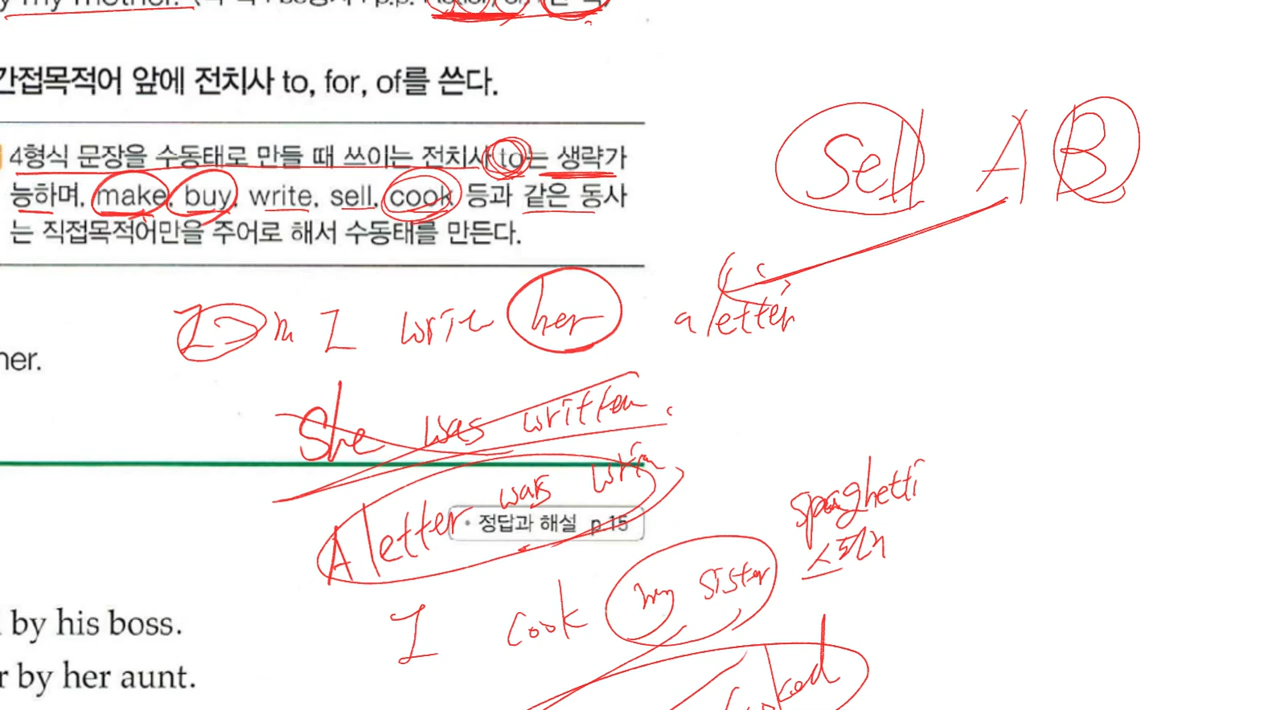 y my mother.
간접목적어 앞에 전치사 to, for, of를 쓴다.
4형식 문장을 수동태로 만들 때 쓰이는 전치사 to는 생략가
능하며, make, buy, write, sell, cook 등과 같은 동사
는 직접목적어만을 주어로 해서 수동태를 만든다.
Sell A B
I write her a letter
her.
She was written
A letter was
• 정답과 해설 p.15
spaghetti
I cook my sister
by his boss.
r by her aunt.
cooked